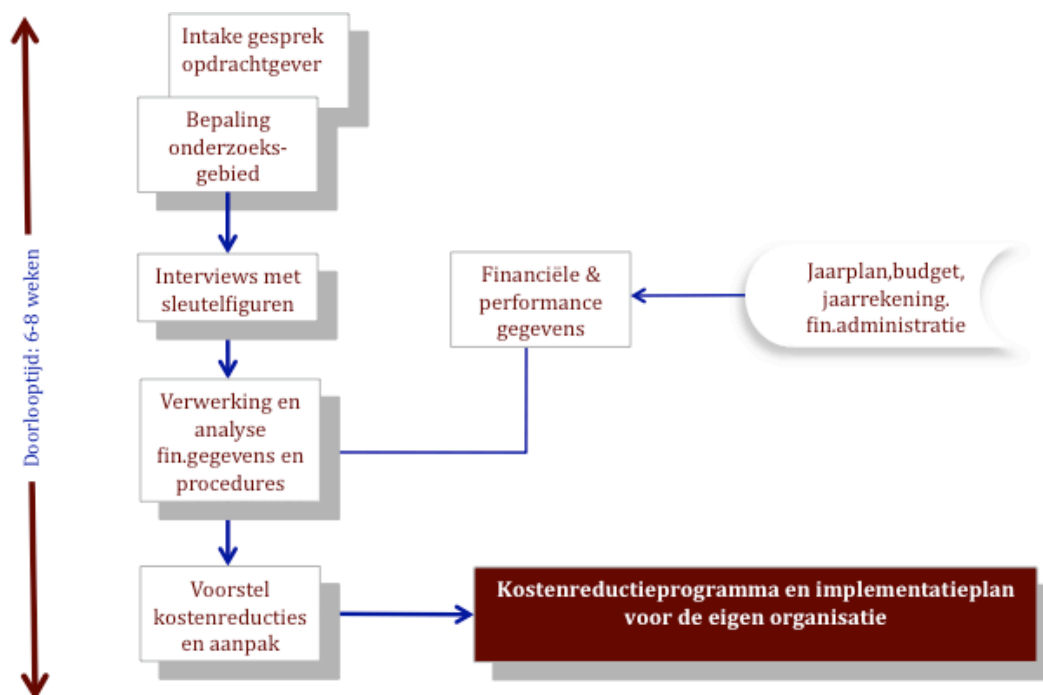 Intake gesprek
opdrachtgever
Bepaling
onderzoeks-
gebied
Interviews met
sleutelfiguren
Financiële &
performance
gegevens
Jaarplan,budget,
jaarrekening.
fin.administratie
Doorlooptijd: 6-8 weken
Verwerking en
analyse
fin.gegevens en
procedures
Voorstel
kostenreducties
en aanpak
Kostenreductieprogramma en implementatieplan
voor de eigen organisatie